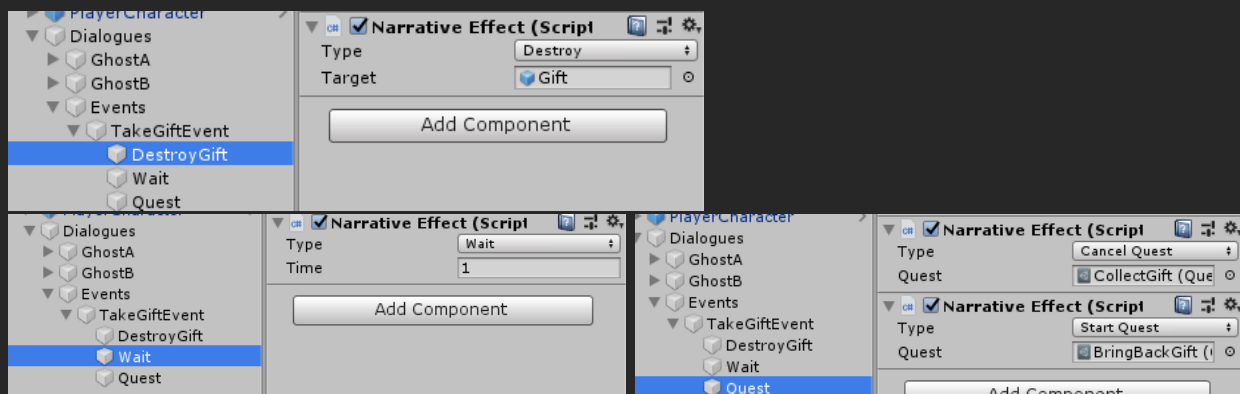 PlayerCharacter
Dialogues
GhostA
GhostB
Events
TakeGiftEvent
DestroyGift
Wait
Quest
Narrative Effect (Script
Type Destroy
Target Gift
Add Component
Dialogues
GhostA
GhostB
Events
TakeGiftEvent
DestroyGift
Wait
Quest
Narrative Effect (Script
Type Wait
Time 1
Add Component
PlayerCharacter
Dialogues
GhostA
GhostB
Events
TakeGiftEvent
DestroyGift
Wait
Quest
Narrative Effect (Script
Type Cancel Quest
Quest CollectGift (Que
Narrative Effect (Script
Type Start Quest
Quest BringBackGift (
Add Component